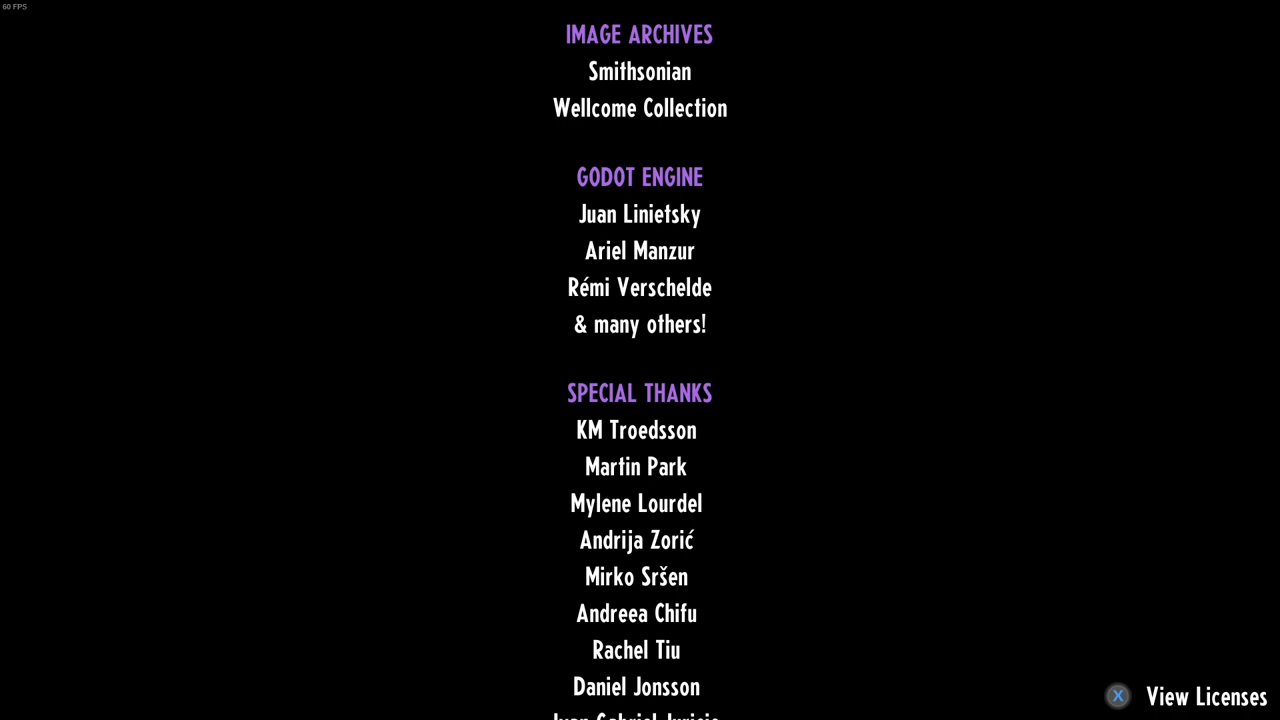 60 FPS
IMAGE ARCHIVES
Smithsonian
Wellcome Collection
GODOT ENGINE
Juan Linietsky
Ariel Manzur
Rémi Verschelde
& many others!
SPECIAL THANKS
KM Troedsson
Martin Park
Mylene Lourdel
Andrija Zorić
Mirko Sršen
Andreea Chifu
Rachel Tiu
Daniel Jonsson
X View Licenses